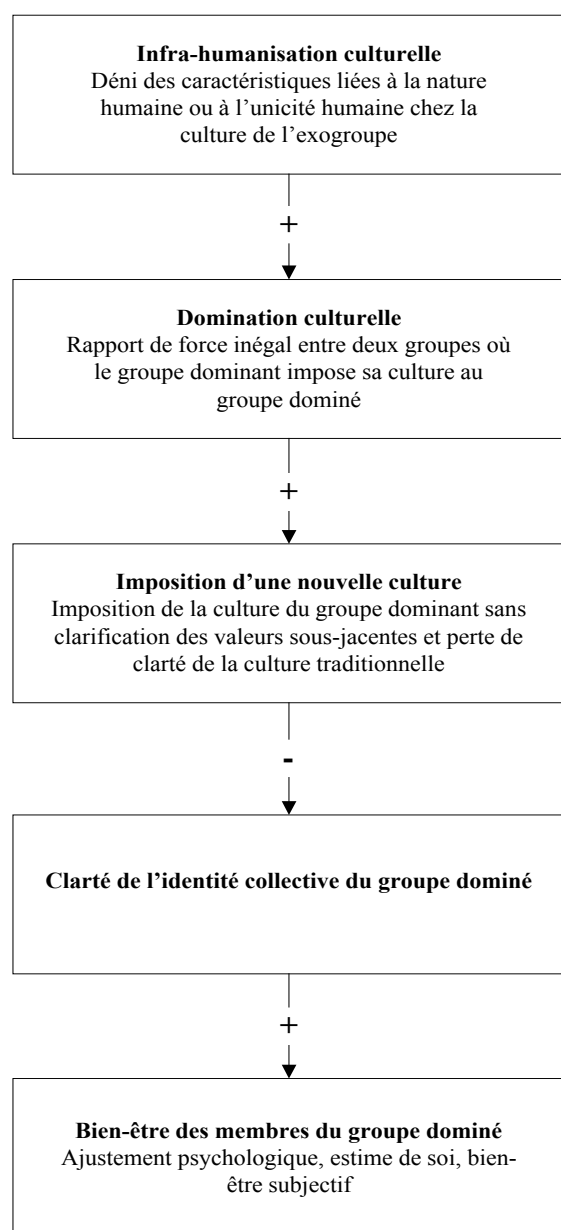 Infra-humanisation culturelle
Déni des caractéristiques liées à la nature
humaine ou à l’unicité humaine chez la
culture de l’exogroupe
+
Domination culturelle
Rapport de force inégal entre deux groupes où
le groupe dominant impose sa culture au
groupe dominé
+
Imposition d’une nouvelle culture
Imposition de la culture du groupe dominant sans
clarification des valeurs sous-jacentes et perte de
clarté de la culture traditionnelle
-
Clarté de l’identité collective du groupe dominé
+
Bien-être des membres du groupe dominé
Ajustement psychologique, estime de soi, bien-
être subjectif